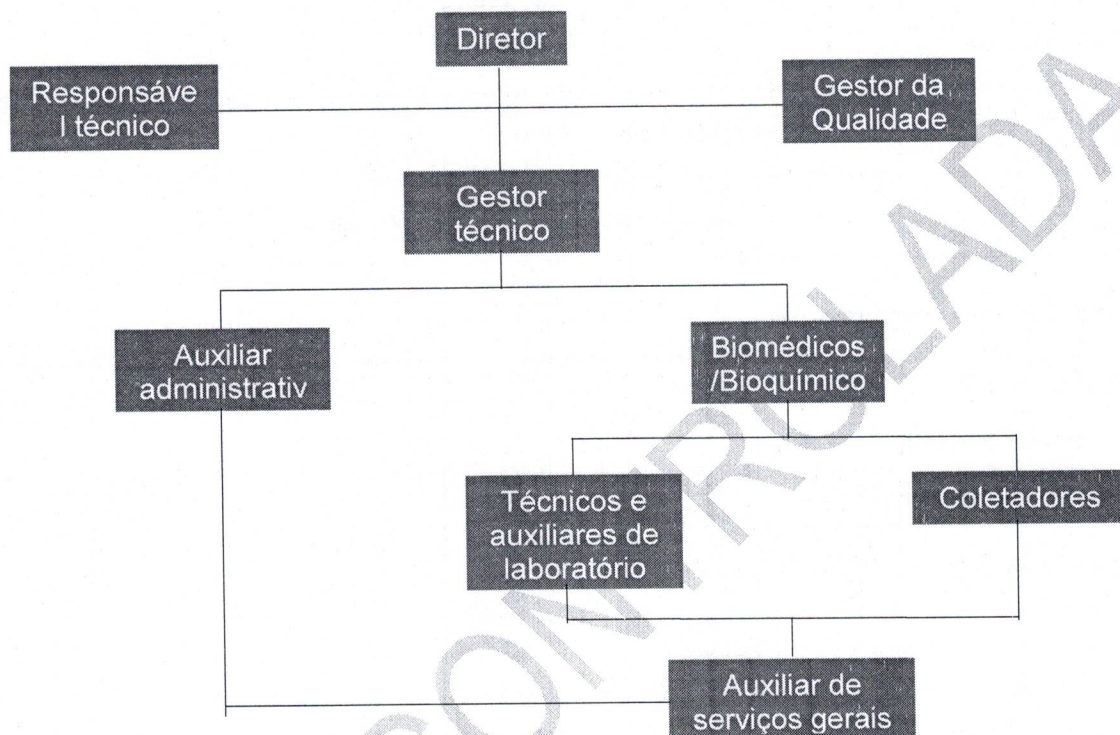 Diretor
Responsáve
l técnico
Gestor da
Qualidade
Gestor
técnico
Auxiliar
administrativ
Biomédicos
/Bioquímico
Técnicos e
auxiliares de
laboratório
Coletadores
Auxiliar de
serviços gerais